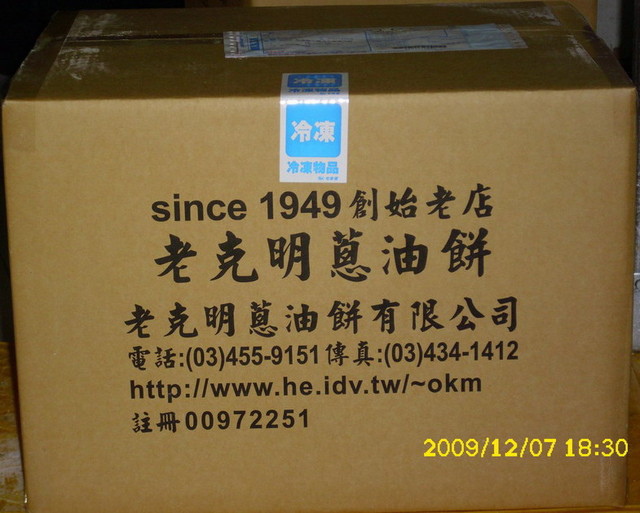 冷凍
冷凍物品
since 1949 創始老店
老克明蔥油餅
老克明蔥油餅有限公司
電話:(03)455-9151 傳真:(03)434-1412
http://www.he.idv.tw/~okm
註冊00972251
2009/12/07 18:30